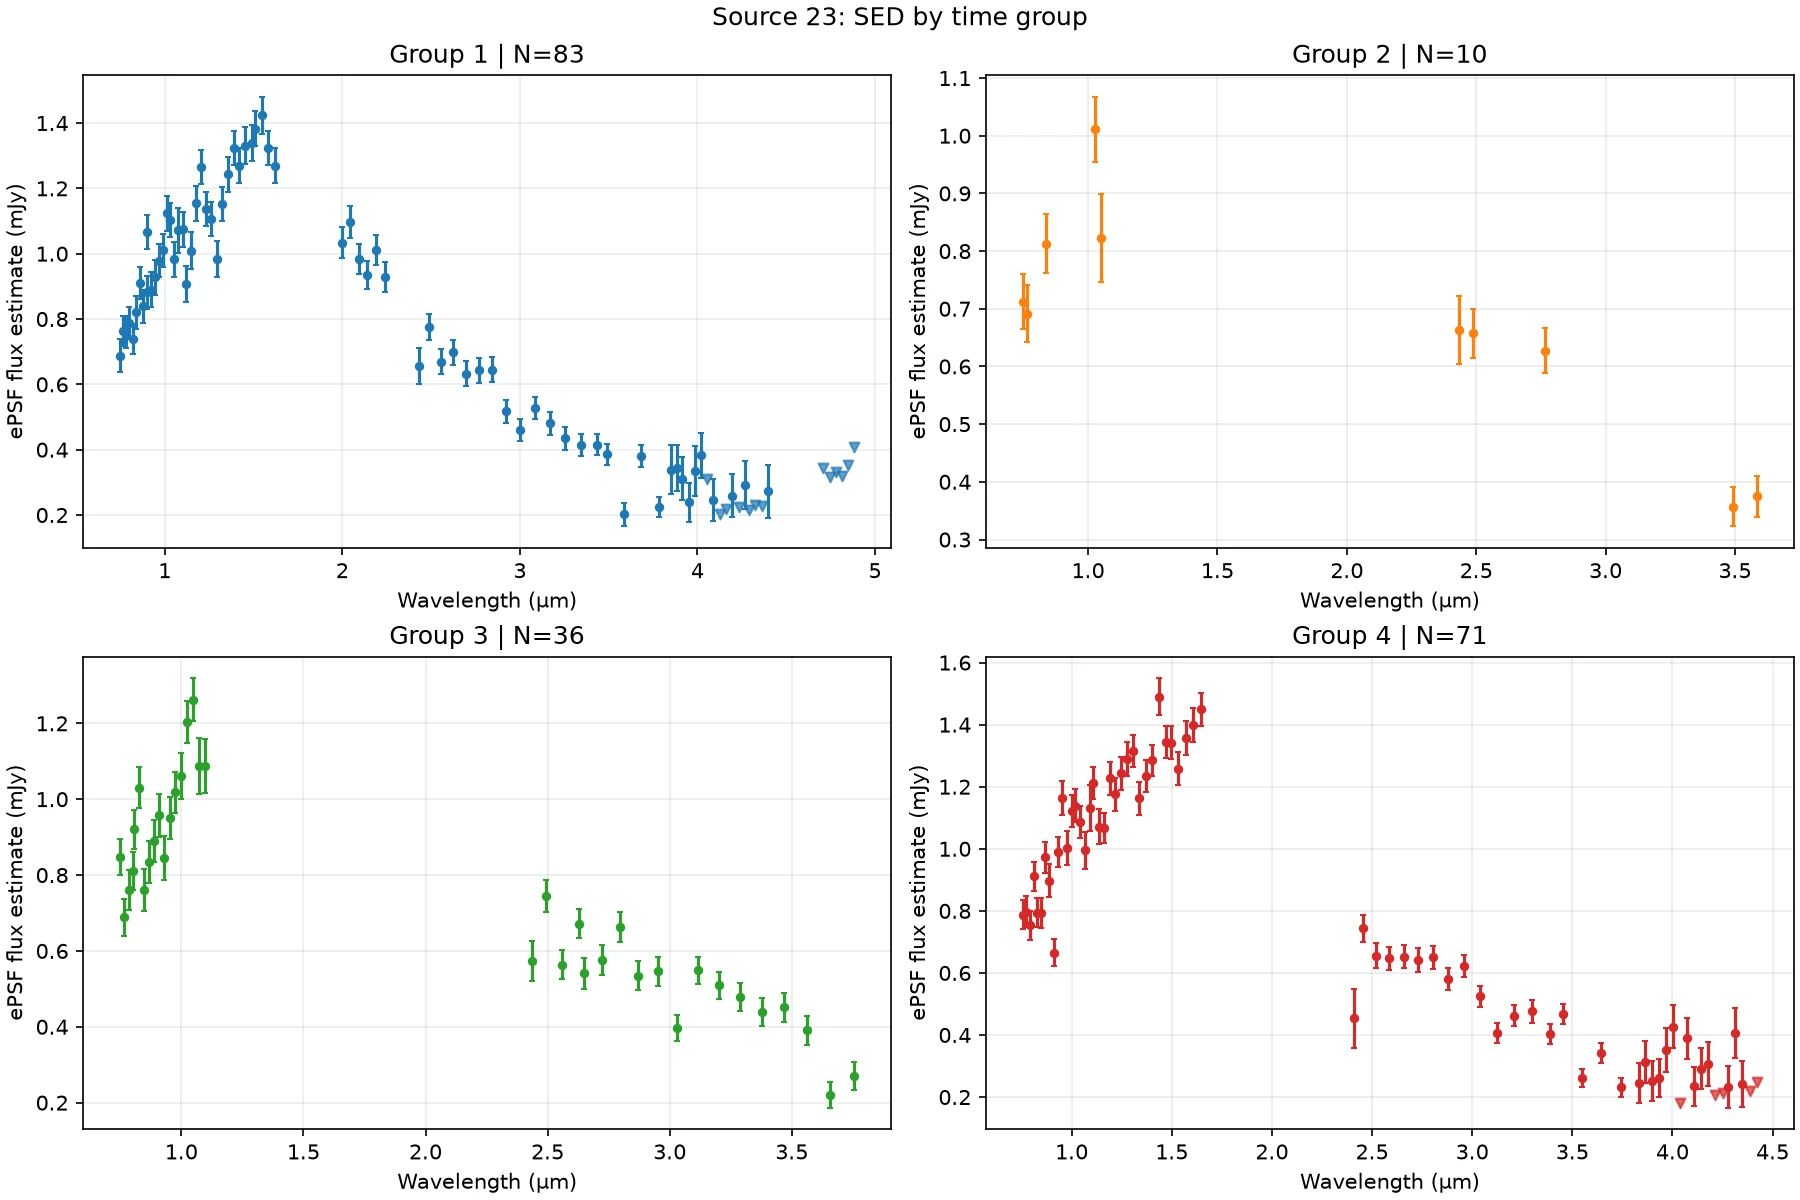 Source 23: SED by time group
Group 1 | N=83
ePSF flux estimate (mJy)
1.4
1.2
1.0
0.8
0.6
0.4
0.2
1 2 3 4 5
Wavelength (μm)
Group 2 | N=10
ePSF flux estimate (mJy)
1.1
1.0
0.9
0.8
0.7
0.6
0.5
0.4
0.3
1.0 1.5 2.0 2.5 3.0 3.5
Wavelength (μm)
Group 3 | N=36
ePSF flux estimate (mJy)
1.2
1.0
0.8
0.6
0.4
0.2
1.0 1.5 2.0 2.5 3.0 3.5
Wavelength (μm)
Group 4 | N=71
ePSF flux estimate (mJy)
1.6
1.4
1.2
1.0
0.8
0.6
0.4
0.2
1.0 1.5 2.0 2.5 3.0 3.5 4.0 4.5
Wavelength (μm)